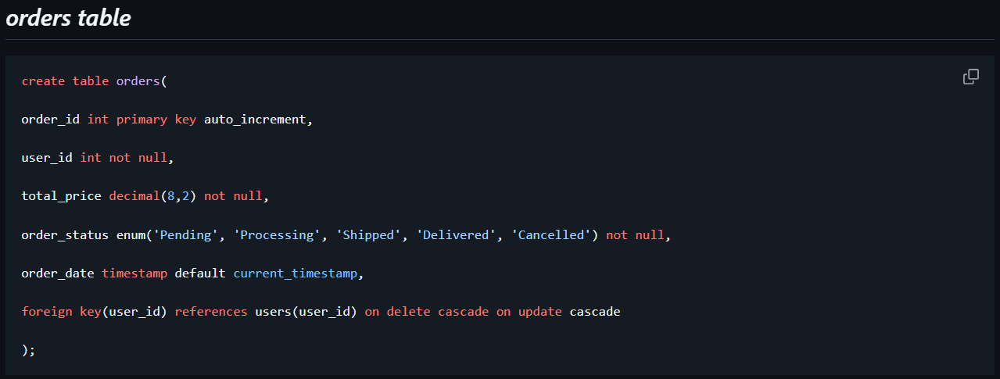 orders table
create table orders(
order_id int primary key auto_increment,
user_id int not null,
total_price decimal(8,2) not null,
order_status enum('Pending', 'Processing', 'Shipped', 'Delivered', 'Cancelled') not null,
order_date timestamp default current_timestamp,
foreign key(user_id) references users(user_id) on delete cascade on update cascade
);